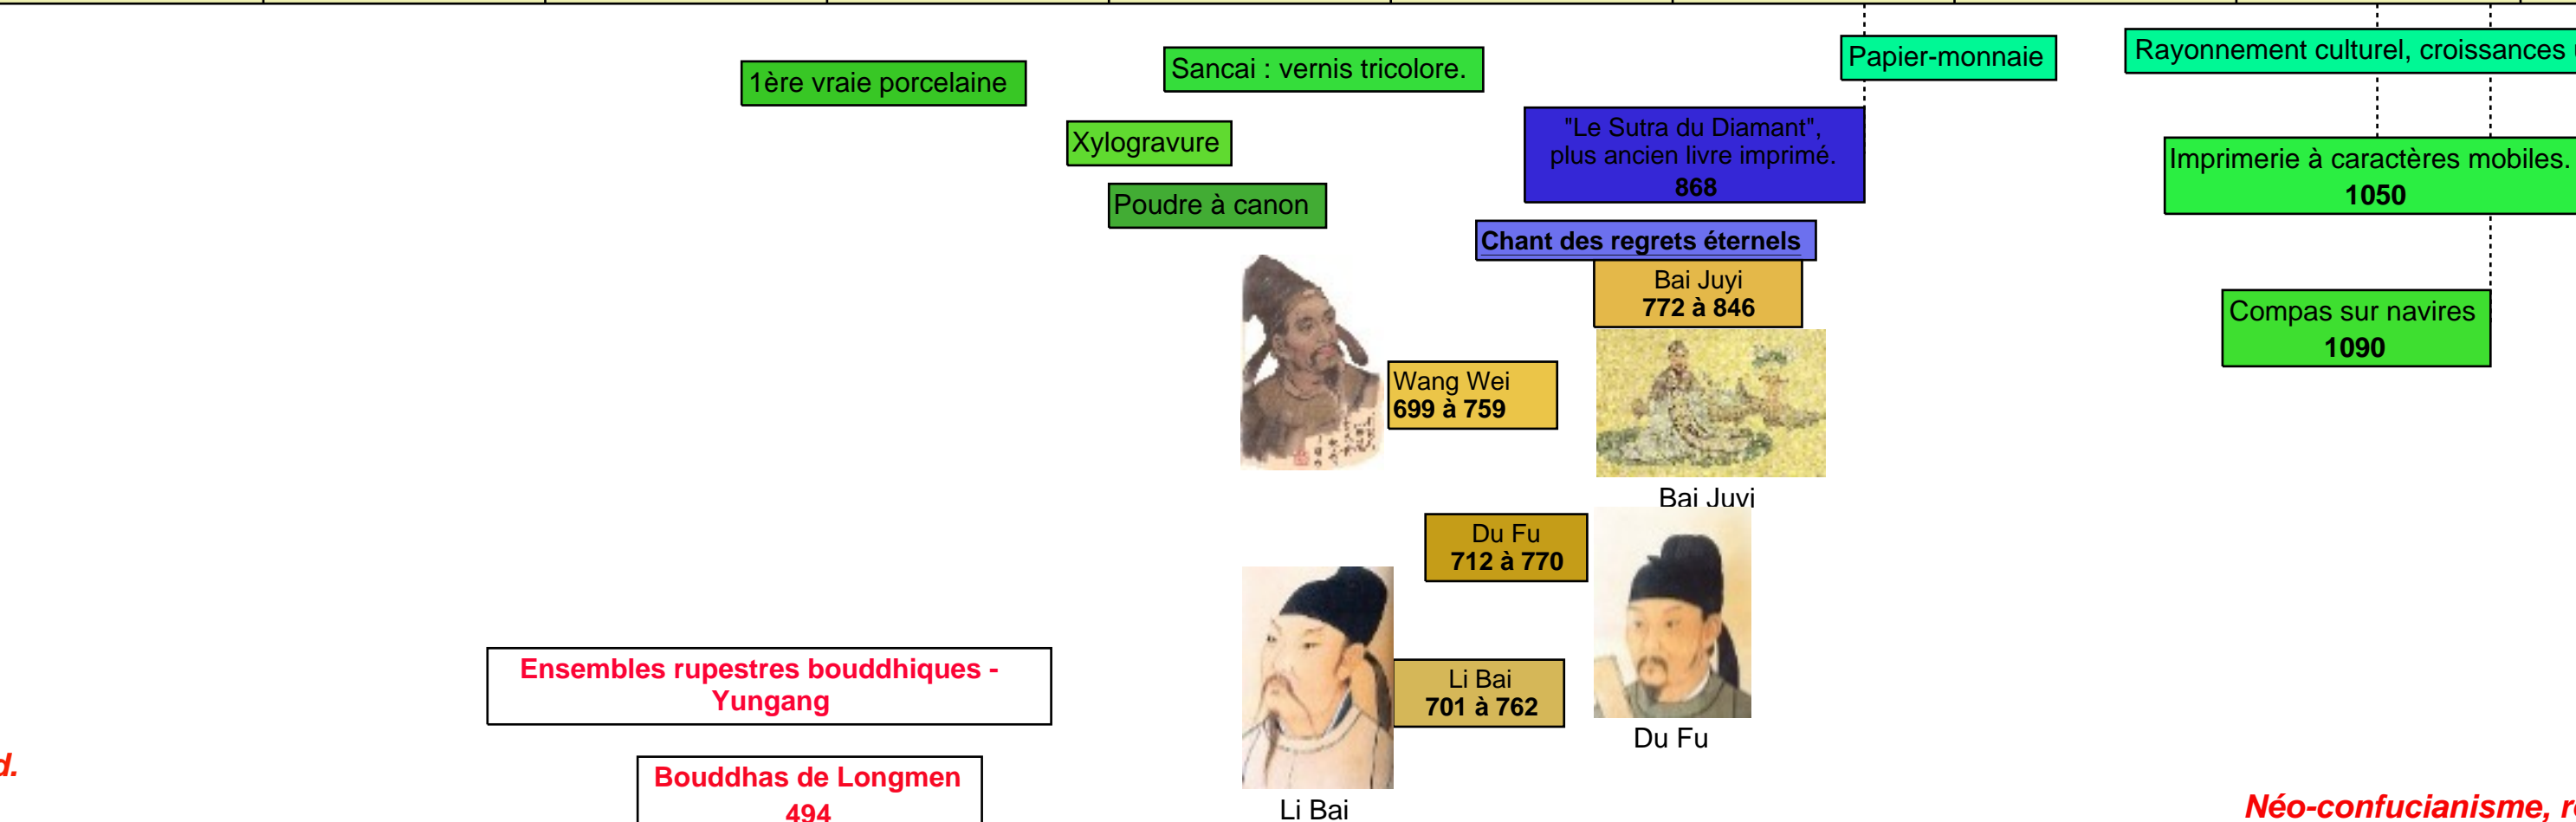 1ère vraie porcelaine
Sancai : vernis tricolore.
Papier-monnaie
Rayonnement culturel, croissances
Xylogravure
"Le Sutra du Diamant",
plus ancien livre imprimé.
868
Imprimerie à caractères mobiles.
1050
Poudre à canon
Chant des regrets éternels
Bai Juyi
772 à 846
Compas sur navires
1090
Wang Wei
699 à 759
Bai Juyi
Du Fu
712 à 770
Ensembles rupestres bouddhiques -
Yungang
Li Bai
701 à 762
Du Fu
d.
Bouddhas de Longmen
494
Li Bai
Néo-confucianisme,